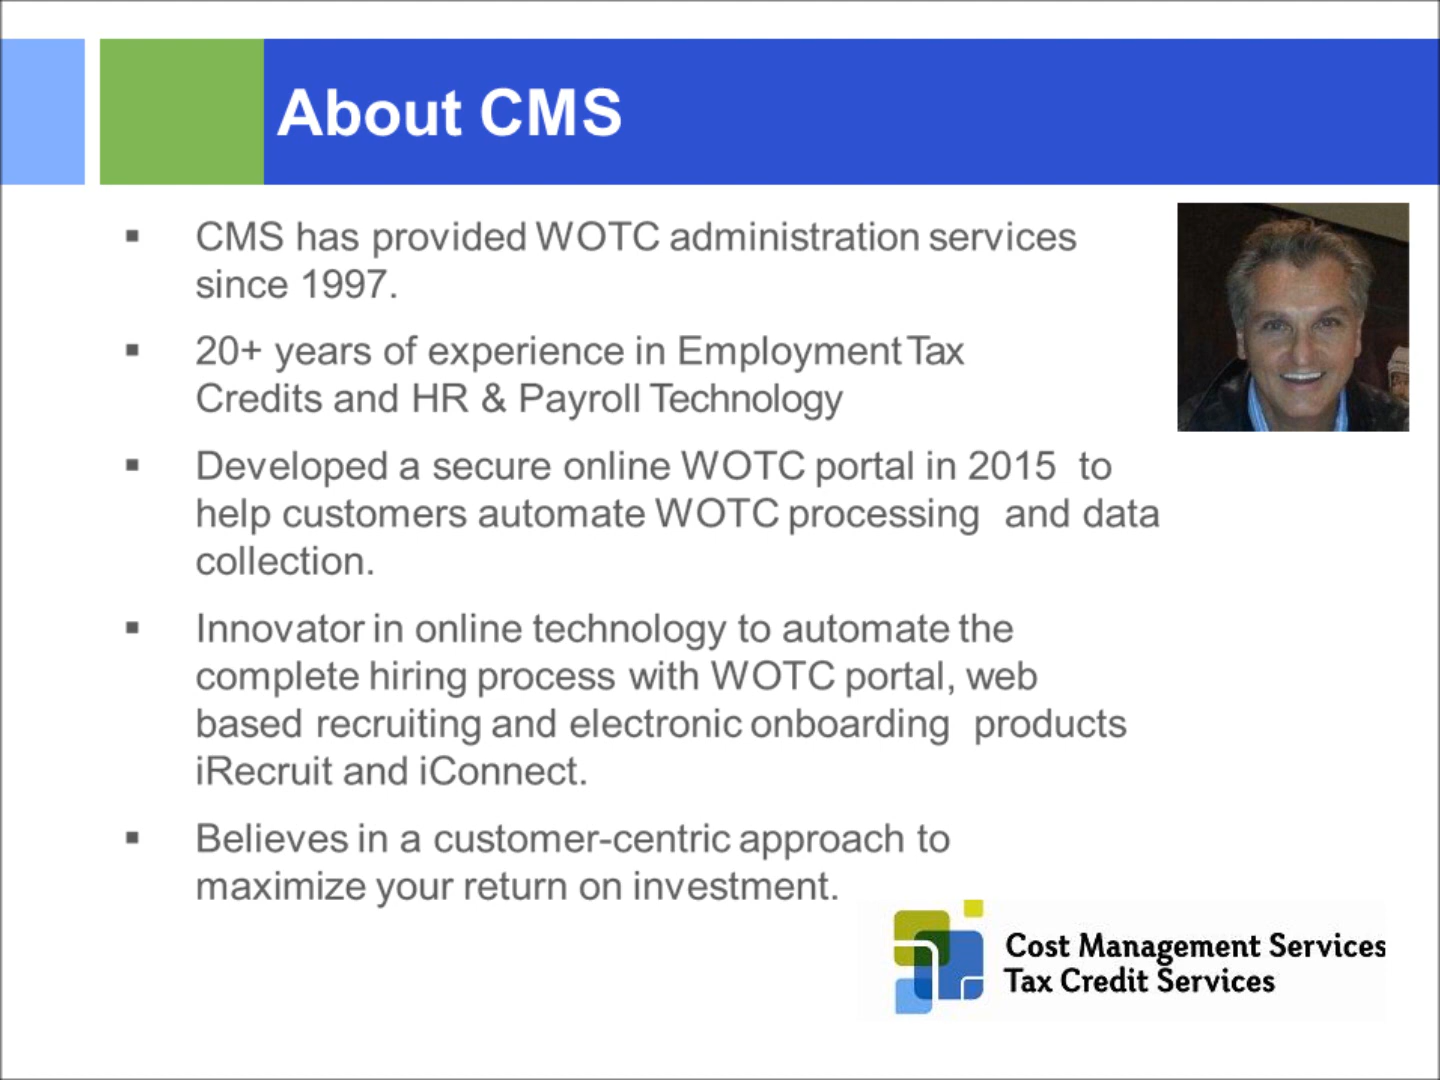 About CMS
CMS has provided WOTC administration services
since 1997.
20+ years of experience in Employment Tax
Credits and HR & Payroll Technology
Developed a secure online WOTC portal in 2015 to
help customers automate WOTC processing and data
collection.
Innovator in online technology to automate the
complete hiring process with WOTC portal, web
based recruiting and electronic onboarding products
iRecruit and iConnect.
Believes in a customer-centric approach to
maximize your return on investment.
Cost Management Services
Tax Credit Services